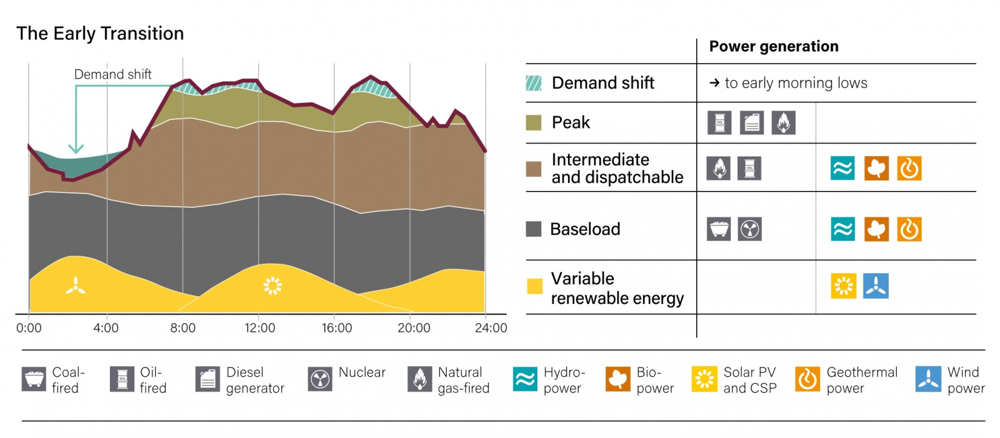 The Early Transition
Demand shift
0:00 4:00 8:00 12:00 16:00 20:00 24:00
Power generation
Demand shift → to early morning lows
Peak
OIL
Intermediate
and dispatchable
OIL
Baseload
Variable
renewable energy
Coal-
fired
OIL
Oil-
fired
Diesel
generator
Nuclear
Natural
gas-fired
Hydro-
power
Bio-
power
Solar PV
and CSP
Geothermal
power
Wind
power